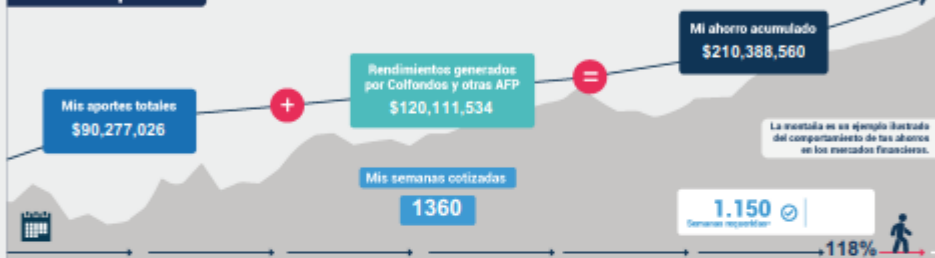 Mi ahorro acumulado
$210,388,560
Rendimientos generados
por Colfondos y otras AFP
$120,111,534
=
Mis aportes totales
$90,277,026
+
La montaña es un ejemplo ilustrado
del comportamiento de tus ahorros
en los mercados financieros.
Mis semanas cotizadas
1360
1.150
Semanas requeridas*
118%